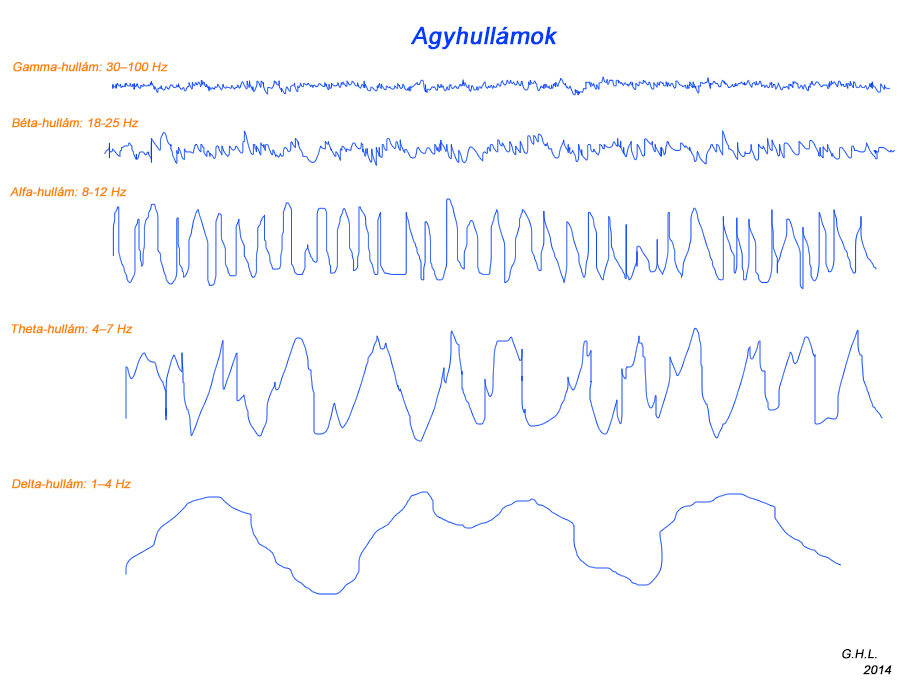 Agyhullámok
Gamma-hullám: 30–100 Hz
Béta-hullám: 18-25 Hz
Alfa-hullám: 8-12 Hz
Theta-hullám: 4–7 Hz
Delta-hullám: 1–4 Hz
G.H.L.
2014